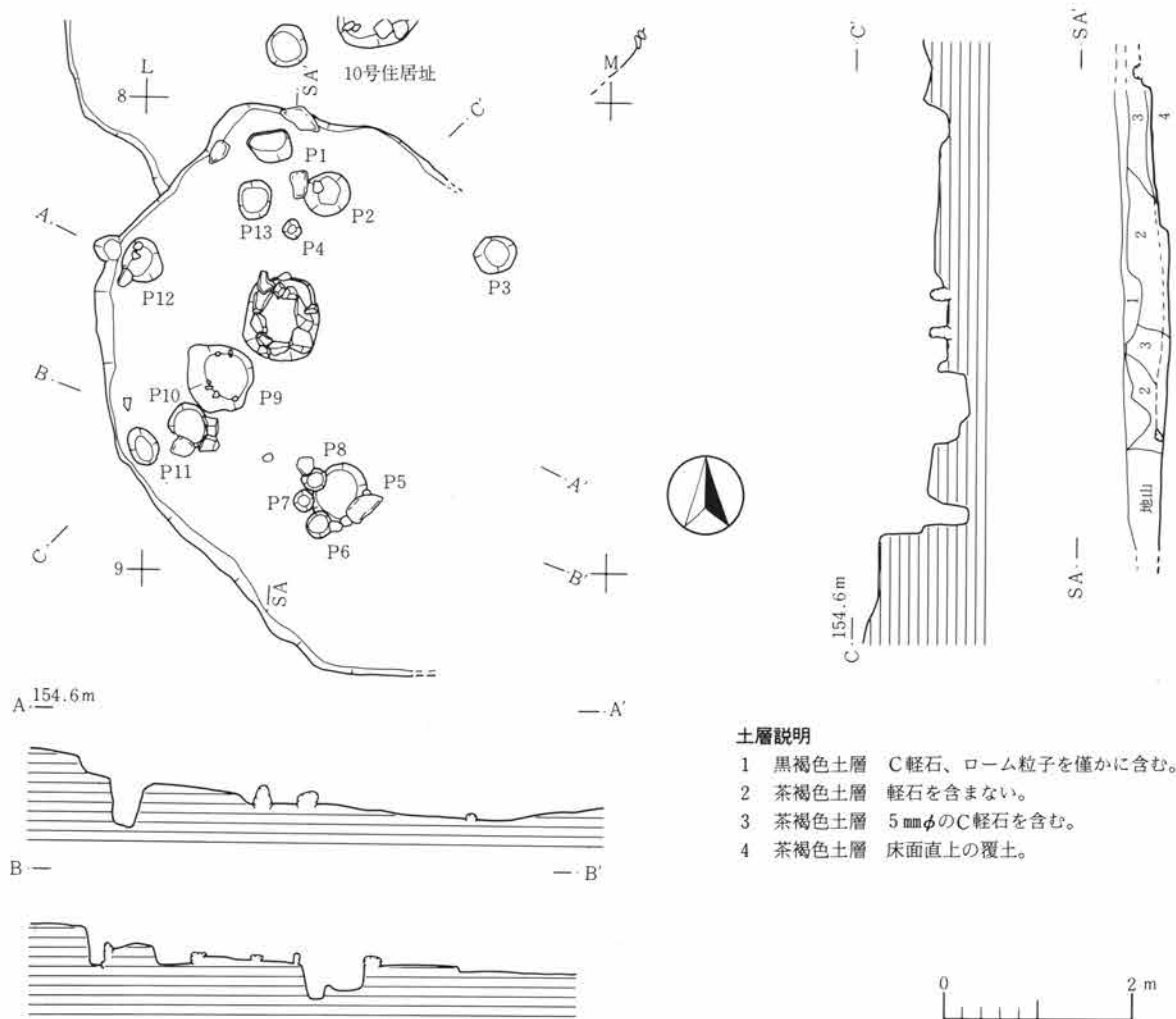 10号住居址
L
8
M
SA'
C'
P1
P2
P13
P4
P3
A
P12
B
P10
P9
P11
P8
P5
P7
P6
A'
B'
C
9
SA
C'
SA'
3
4
2
1
3
2
地山
SA
154.6m
C
A 154.6m A'
B B'
土層説明
1 黒褐色土層 C軽石、ローム粒子を僅かに含む。
2 茶褐色土層 軽石を含まない。
3 茶褐色土層 5㎜φのC軽石を含む。
4 茶褐色土層 床面直上の覆土。
0 2m